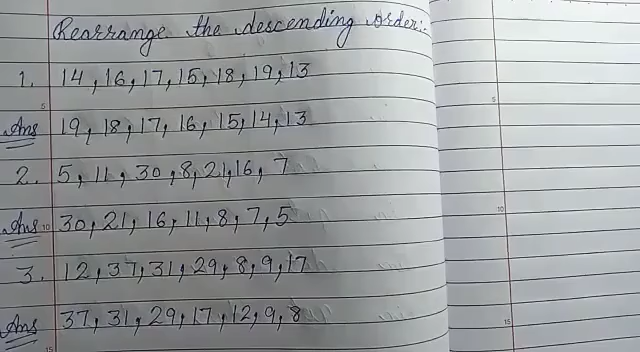 Rearrange the descending order:-
1. 14, 16, 17, 15, 18, 19, 13
Ans 19, 18, 17, 16, 15, 14, 13
2. 5, 11, 30, 8, 21, 16, 7
Ans 30, 21, 16, 11, 8, 7, 5
3. 12, 37, 31, 29, 8, 9, 17
Ans 37, 31, 29, 17, 12, 9, 8